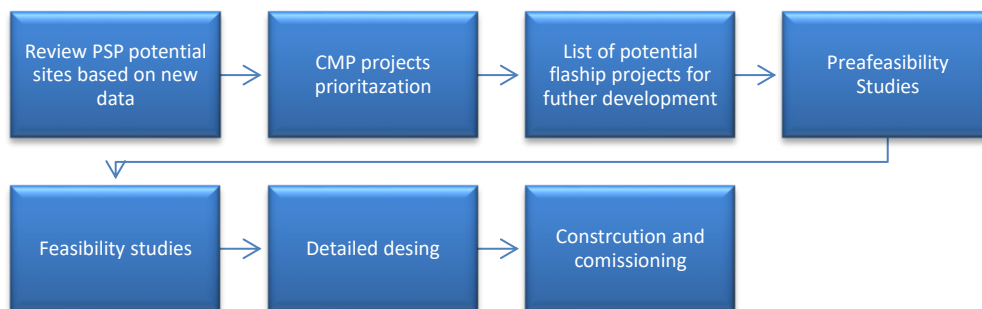 Review PSP potential
sites based on new
data
CMP projects
prioritazation
List of potential
flaship projects for
futher development
Preafeasibility
Studies
Feasibility studies
Detailed desing
Constrcution and
comissioning